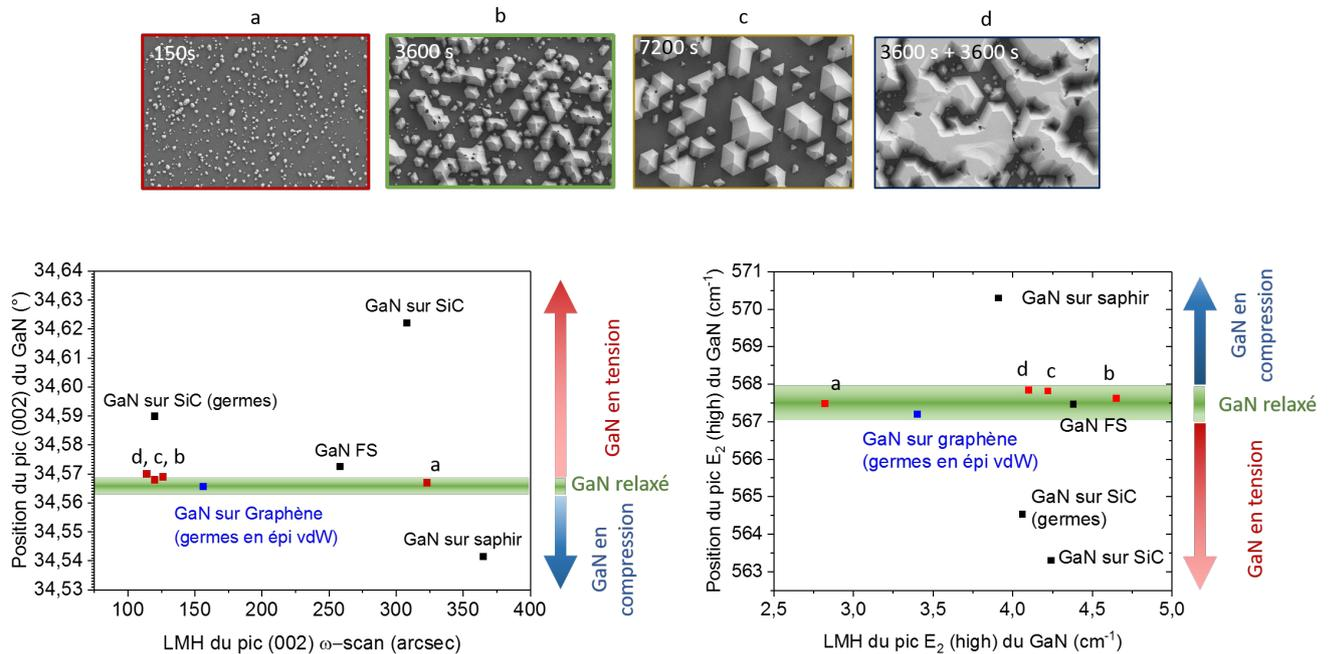 a
b
c
d
150s
3600 s
7200 s
3600 s + 3600 s
Position du pic (002) du GaN (°)
34,64
34,63
34,62
34,61
34,60
34,59
34,58
34,57
34,56
34,55
34,54
34,53
GaN sur SiC
GaN sur SiC (germes)
GaN FS
d, c, b
a
GaN sur Graphène
(germes en épi vdW)
GaN sur saphir
100
150
200
250
300
350
400
LMH du pic (002) ω−scan (arcsec)
GaN en tension
GaN relaxé
GaN en
compression
Position du pic E2 (high) du GaN (cm-1)
571
570
569
568
567
566
565
564
563
GaN sur saphir
a
d
c
b
GaN FS
GaN sur graphène
(germes en épi vdW)
GaN sur SiC
(germes)
GaN sur SiC
2,5
3,0
3,5
4,0
4,5
5,0
LMH du pic E2 (high) du GaN (cm-1)
GaN en
compression
GaN relaxé
GaN en tension